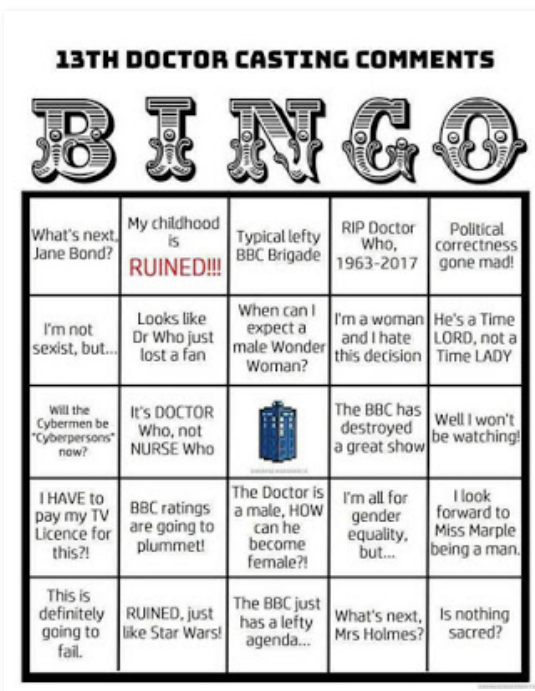 13TH DOCTOR CASTING COMMENTS
BINGO
What's next,
Jane Bond?
My childhood
is
RUINED!!!
Typical lefty
BBC Brigade
RIP Doctor
Who,
1963-2017
Political
correctness
gone mad!
I'm not
sexist, but...
Looks like
Dr Who just
lost a fan
When can I
expect a
male Wonder
Woman?
I'm a woman
and I hate
this decision
He's a Time
LORD, not a
Time LADY
Will the
Cybermen be
"Cyberpersons"
now?
It's DOCTOR
Who, not
NURSE Who
The BBC has
destroyed
a great show
Well I won't
be watching!
I HAVE to
pay my TV
Licence for
this?!
BBC ratings
are going to
plummet!
The Doctor is
a male, HOW
can he
become
female?!
I'm all for
gender
equality,
but...
I look
forward to
Miss Marple
being a man.
This is
definitely
going to
fail.
RUINED, just
like Star Wars!
The BBC just
has a lefty
agenda...
What's next,
Mrs Holmes?
Is nothing
sacred?